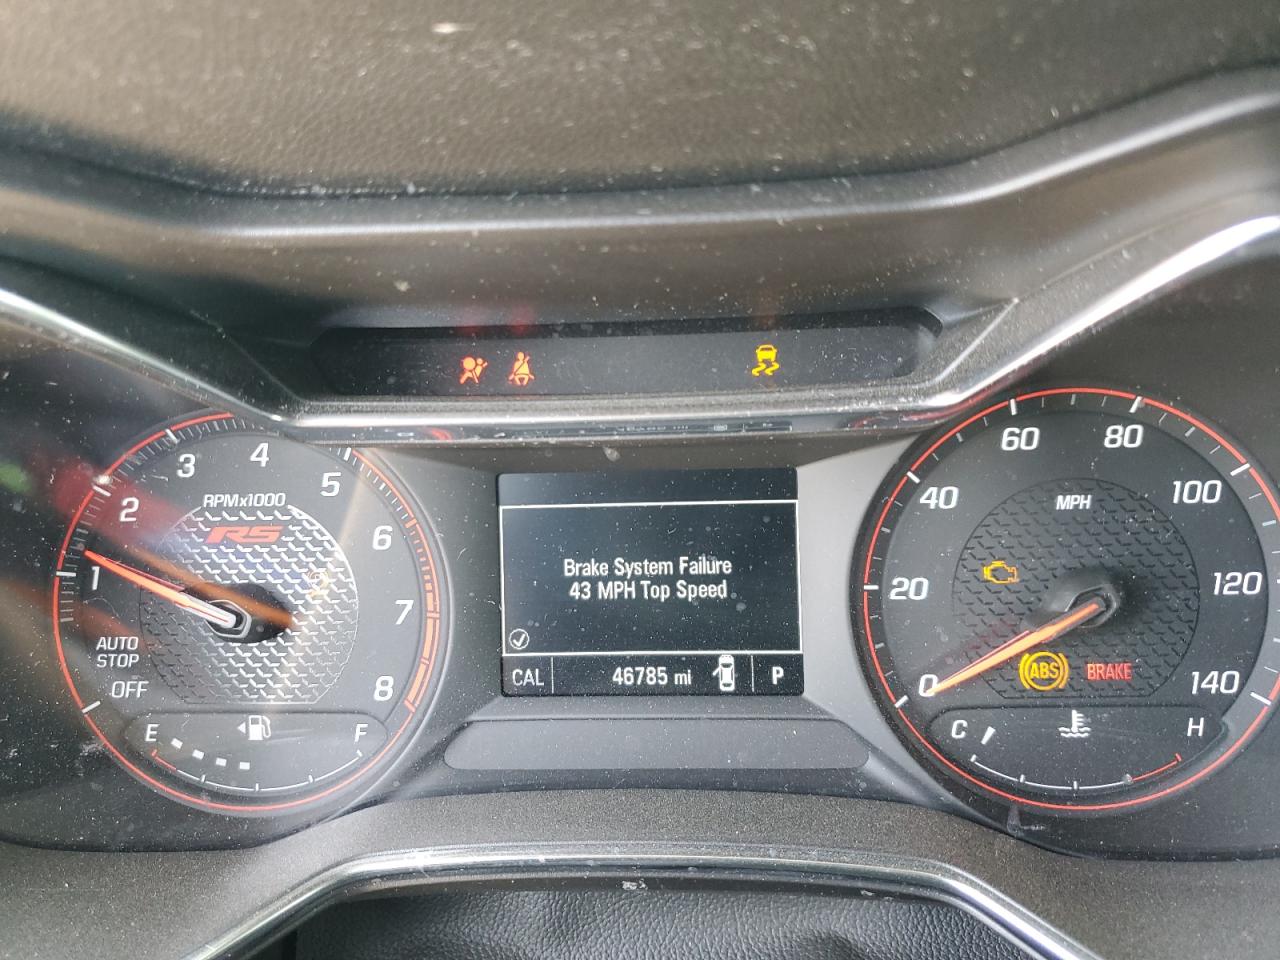 4
3
5
2
RPMx1000
6
RS
1
7
AUTO
STOP
OFF
8
E
F
Brake System Failure
43 MPH Top Speed
CAL
46785 mi
P
60
80
40
MPH
100
20
120
0
ABS
BRAKE
140
C
H